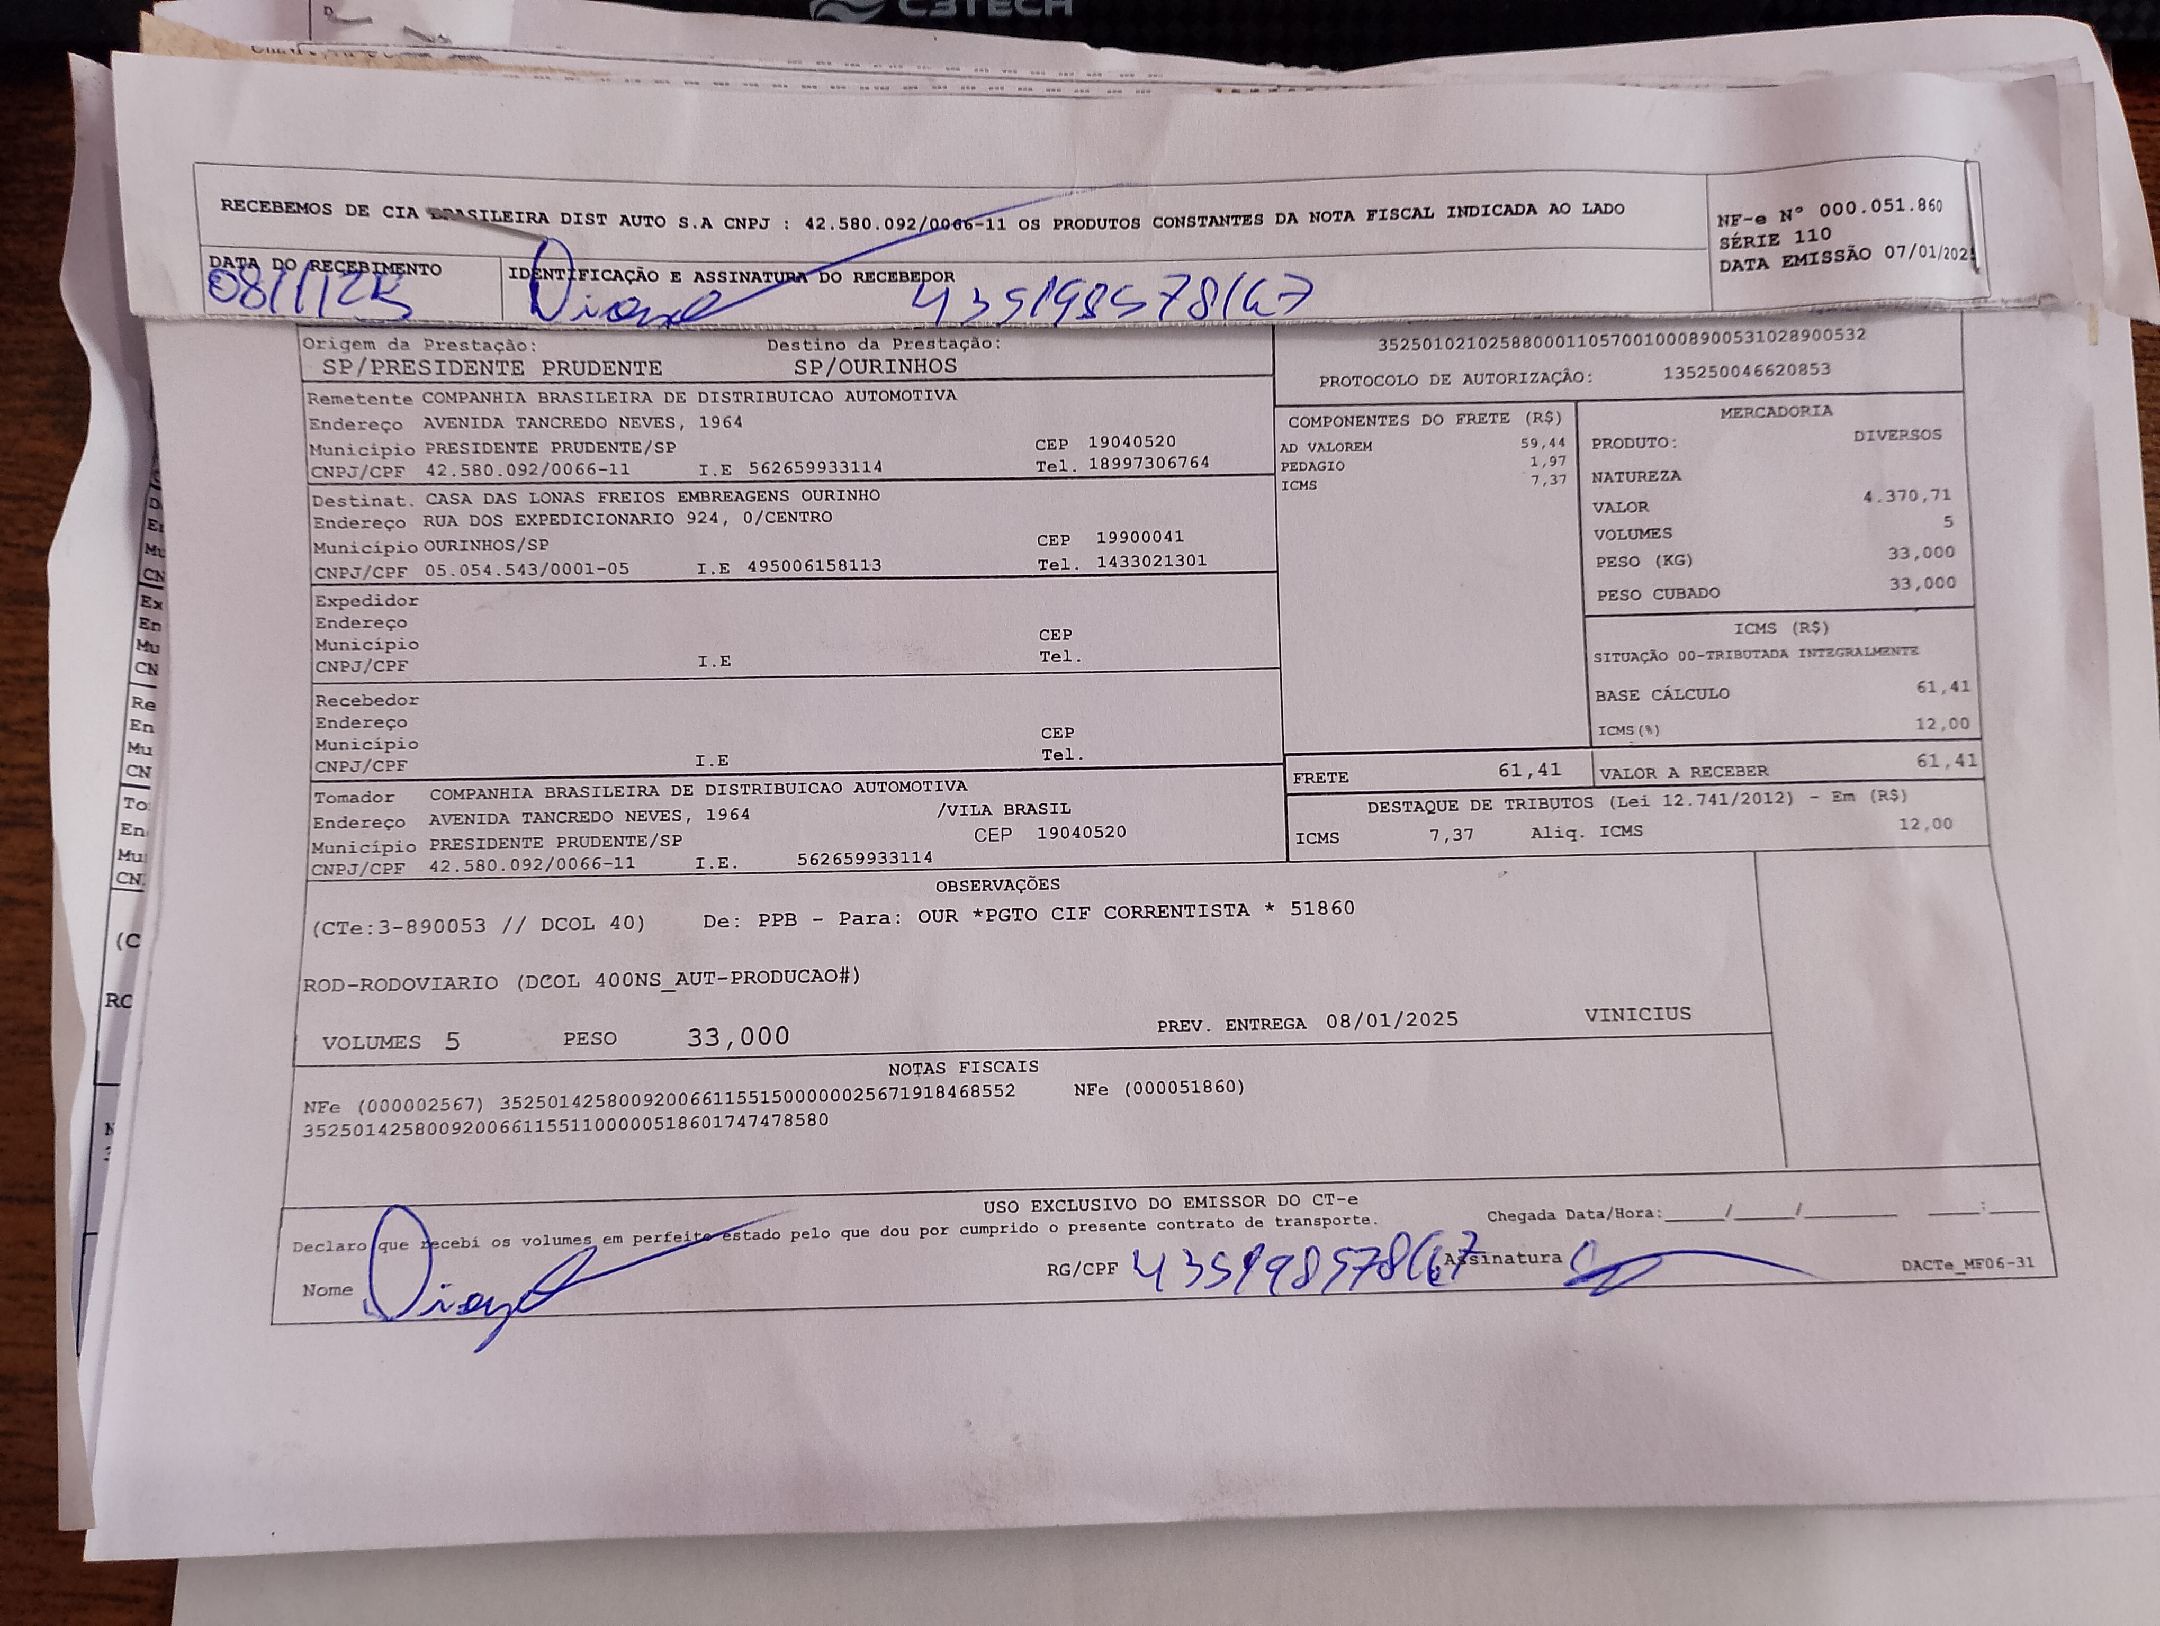 C3TECH
RECEBEMOS DE CIA BRASILEIRA DIST AUTO S.A CNPJ : 42.580.092/0066-11 OS PRODUTOS CONSTANTES DA NOTA FISCAL INDICADA AO LADO
NF-e N° 000.051.860
SÉRIE 110
DATA EMISSÃO 07/01/2025
DATA DO RECEBIMENTO
08/1/25
IDENTIFICAÇÃO E ASSINATURA DO RECEBEDOR
Origem da Prestação: Destino da Prestação:
SP/PRESIDENTE PRUDENTE SP/OURINHOS
35250102102588000110570010008900531028900532
PROTOCOLO DE AUTORIZAÇÃO: 135250046620853
Remetente COMPANHIA BRASILEIRA DE DISTRIBUICAO AUTOMOTIVA
Endereço AVENIDA TANCREDO NEVES, 1964
Município PRESIDENTE PRUDENTE/SP CEP 19040520
CNPJ/CPF 42.580.092/0066-11 I.E 562659933114 Tel. 18997306764
Destinat. CASA DAS LONAS FREIOS EMBREAGENS OURINHO
Endereço RUA DOS EXPEDICIONARIO 924, 0/CENTRO
Município OURINHOS/SP CEP 19900041
CNPJ/CPF 05.054.543/0001-05 I.E 495006158113 Tel. 1433021301
Expedidor
Endereço
Município CEP
CNPJ/CPF I.E Tel.
Recebedor
Endereço
Município CEP
CNPJ/CPF I.E Tel.
Tomador COMPANHIA BRASILEIRA DE DISTRIBUICAO AUTOMOTIVA
Endereço AVENIDA TANCREDO NEVES, 1964 /VILA BRASIL
Município PRESIDENTE PRUDENTE/SP CEP 19040520
CNPJ/CPF 42.580.092/0066-11 I.E. 562659933114
COMPONENTES DO FRETE (R$)
AD VALOREM 59,44
PEDAGIO 1,97
ICMS 7,37
MERCADORIA
PRODUTO: DIVERSOS
NATUREZA
VALOR 4.370,71
VOLUMES 5
PESO (KG) 33,000
PESO CUBADO 33,000
ICMS (R$)
SITUAÇÃO 00-TRIBUTADA INTEGRALMENTE
BASE CÁLCULO 61,41
ICMS(%) 12,00
FRETE 61,41 VALOR A RECEBER 61,41
DESTAQUE DE TRIBUTOS (Lei 12.741/2012) - Em (R$)
ICMS 7,37 Aliq. ICMS 12,00
OBSERVAÇÕES
(CTe:3-890053 // DCOL 40) De: PPB - Para: OUR *PGTO CIF CORRENTISTA * 51860
ROD-RODOVIARIO (DCOL 400NS_AUT-PRODUCAO#)
VOLUMES 5 PESO 33,000 PREV. ENTREGA 08/01/2025 VINICIUS
NOTAS FISCAIS
NFe (000002567) 35250142580092006611551500000025671918468552 NFe (000051860)
35250142580092006611551100000518601747478580
USO EXCLUSIVO DO EMISSOR DO CT-e
Declaro que recebi os volumes em perfeito estado pelo que dou por cumprido o presente contrato de transporte.
Chegada Data/Hora:____/____/______ ____:____
Nome RG/CPF Assinatura
DACTe_MF06-31